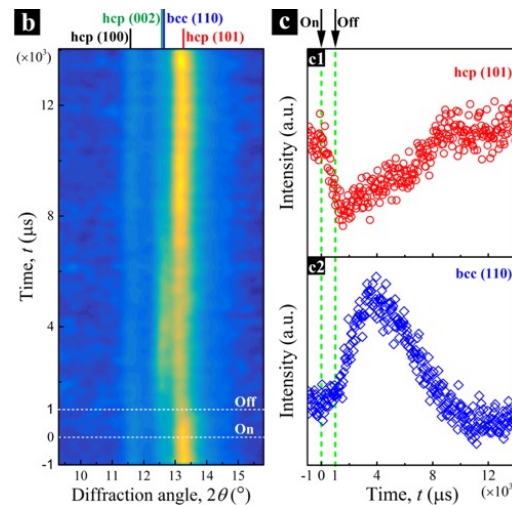 b
hcp (002)
bcc (110)
hcp (100)
hcp (101)
(×10³)
12
8
4
1
0
-1
Time, t (μs)
Off
On
10 11 12 13 14 15
Diffraction angle, 2θ (°)
c
On
Off
c1
hcp (101)
Intensity (a.u.)
c2
bcc (110)
Intensity (a.u.)
-1 0 1 4 8 12
Time, t (μs)